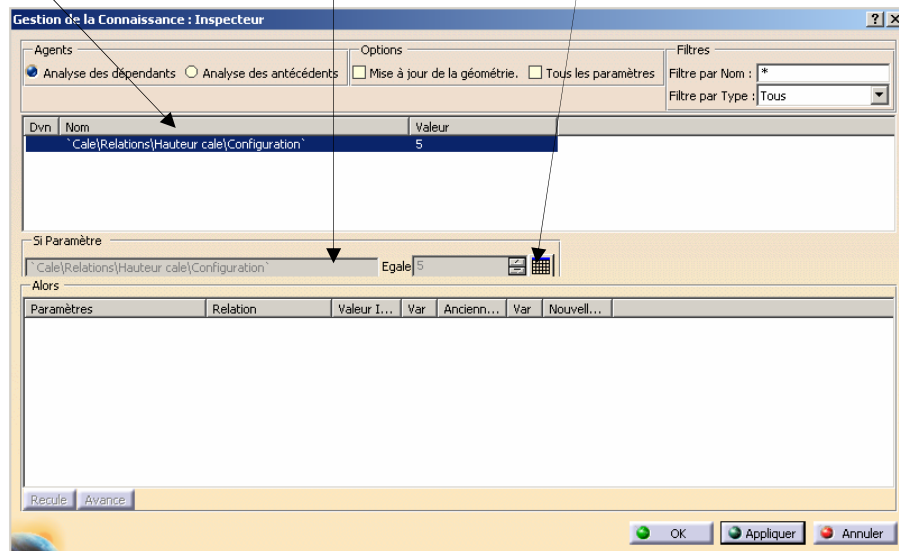 Gestion de la Connaissance : Inspecteur
Agents
Options
Filtres
Analyse des dépendants
Analyse des antécédents
Mise à jour de la géométrie.
Tous les paramètres
Filtre par Nom : *
Filtre par Type : Tous
Dvn Nom Valeur
`Cale\Relations\Hauteur cale\Configuration` 5
Si Paramètre
`Cale\Relations\Hauteur cale\Configuration` Egale 5
Alors
Paramètres Relation Valeur I... Var Ancienn... Var Nouvell...
Recule Avance
OK Appliquer Annuler